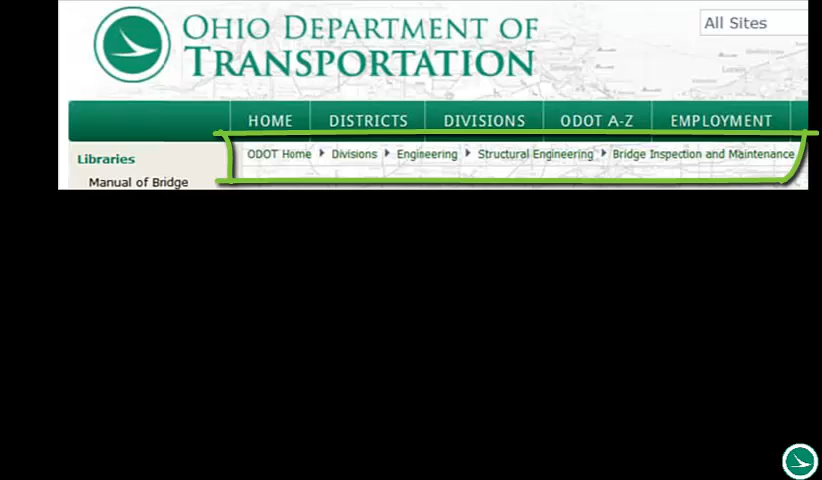 OHIO DEPARTMENT OF
TRANSPORTATION
All Sites
HOME DISTRICTS DIVISIONS ODOT A-Z EMPLOYMENT
ODOT Home ▸ Divisions ▸ Engineering ▸ Structural Engineering ▸ Bridge Inspection and Maintenance
Libraries
Manual of Bridge